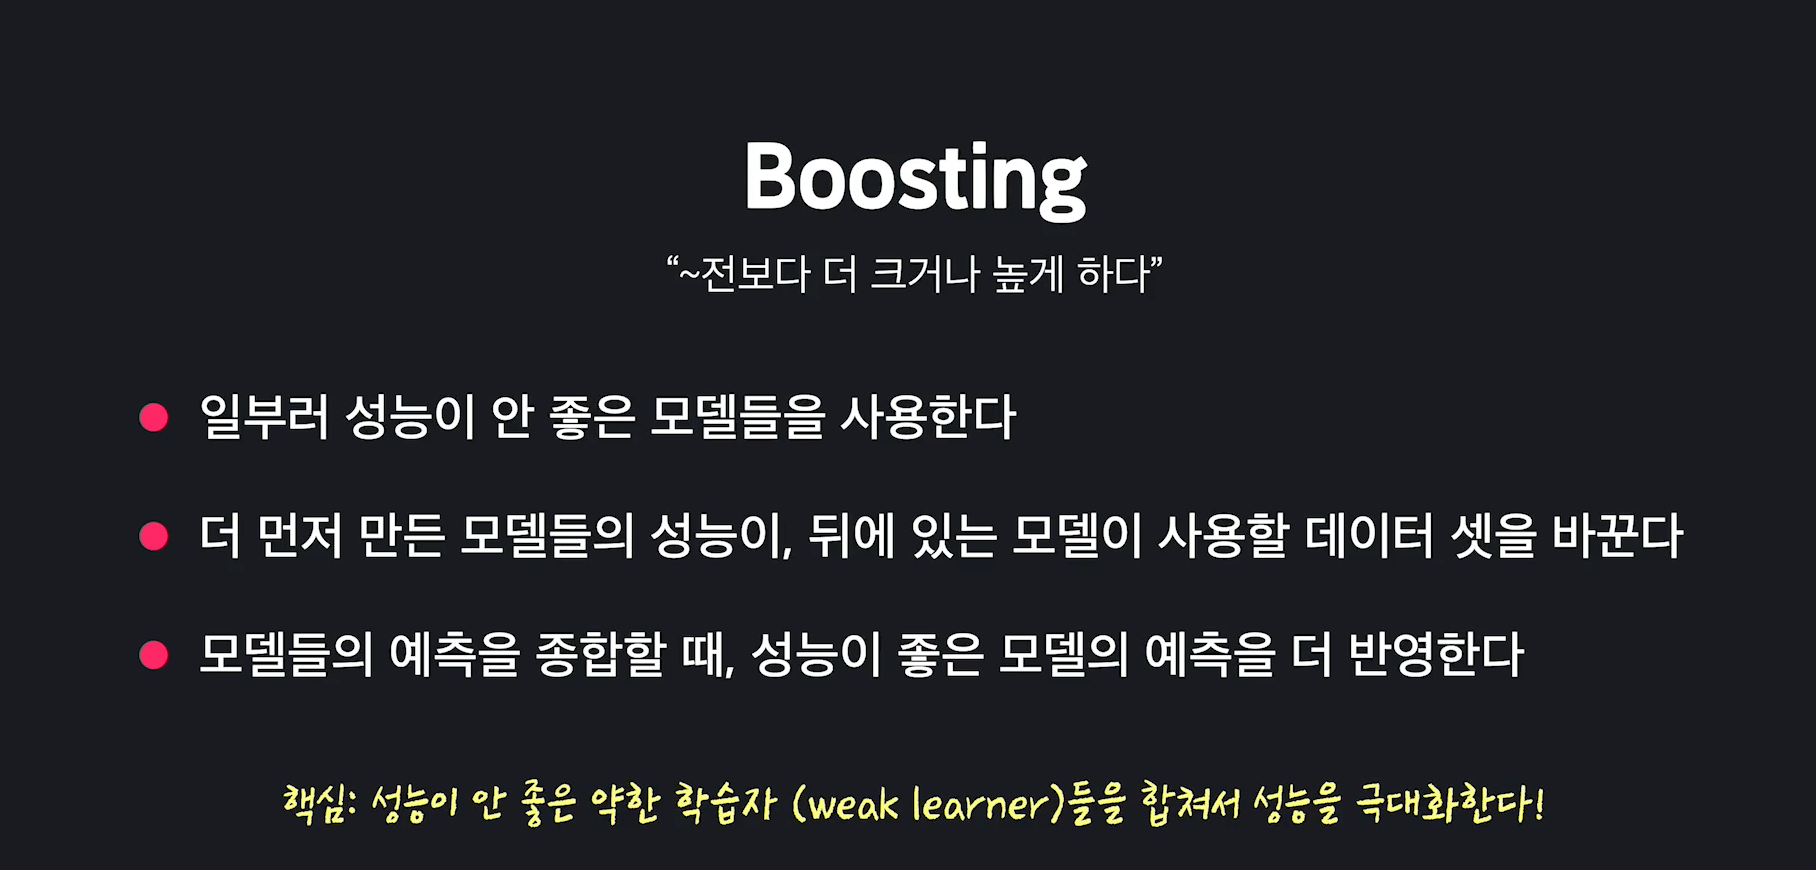 Boosting
“~전보다 더 크거나 높게 하다”
일부러 성능이 안 좋은 모델들을 사용한다
더 먼저 만든 모델들의 성능이, 뒤에 있는 모델이 사용할 데이터 셋을 바꾼다
모델들의 예측을 종합할 때, 성능이 좋은 모델의 예측을 더 반영한다
핵심: 성능이 안 좋은 약한 학습자 (weak learner)들을 합쳐서 성능을 극대화한다!